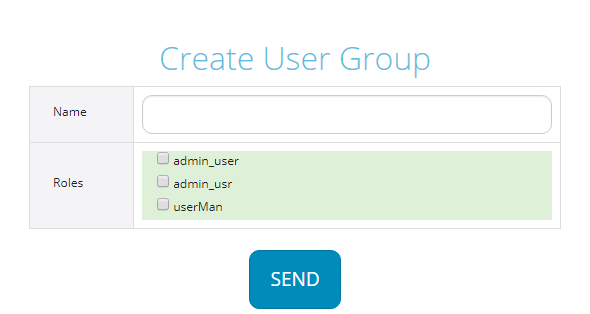 Create User Group
Name
Roles
admin_user
admin_usr
userMan
SEND